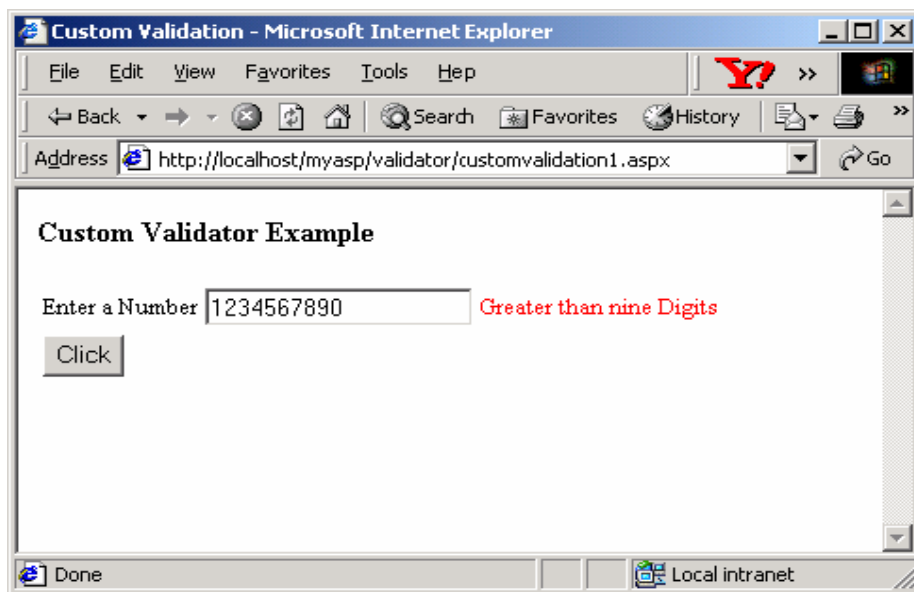 Custom Validation - Microsoft Internet Explorer
File Edit View Favorites Tools Hep Y! »
Back Search Favorites History »
Address http://localhost/myasp/validator/customvalidation1.aspx Go
Custom Validator Example
Enter a Number 1234567890 Greater than nine Digits
Click
Done Local intranet